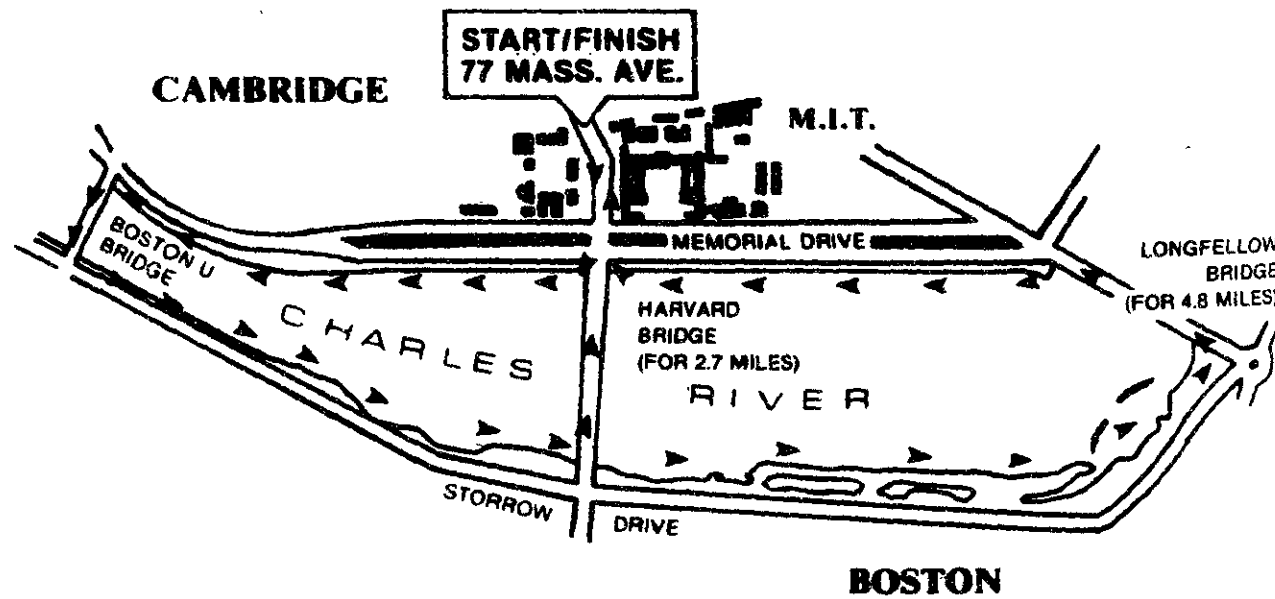 START/FINISH
77 MASS. AVE.
CAMBRIDGE
M.I.T.
BOSTON U
BRIDGE
MEMORIAL DRIVE
LONGFELLOW
BRIDGE
(FOR 4.8 MILES)
HARVARD
BRIDGE
(FOR 2.7 MILES)
CHARLES
RIVER
STORROW
DRIVE
BOSTON